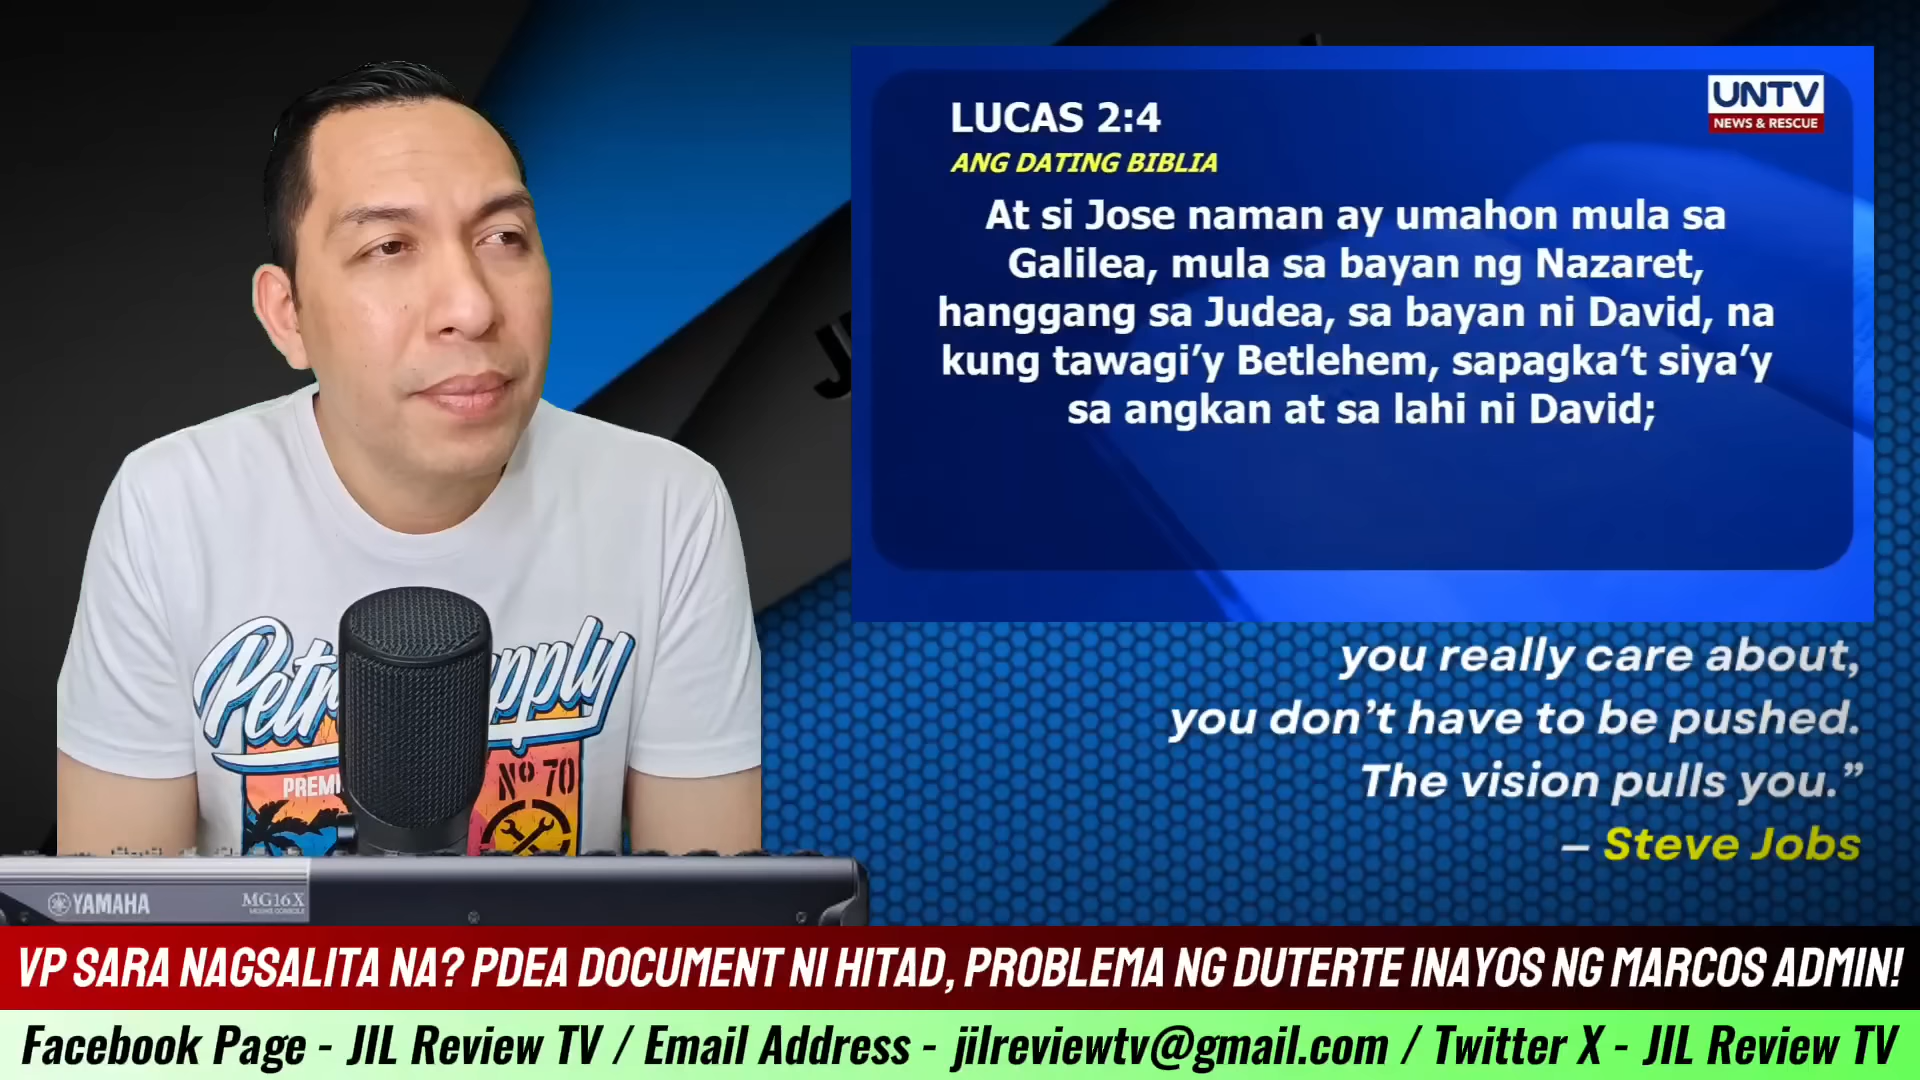 UNTV
NEWS & RESCUE
LUCAS 2:4
ANG DATING BIBLIA
At si Jose naman ay umahon mula sa
Galilea, mula sa bayan ng Nazaret,
hanggang sa Judea, sa bayan ni David, na
kung tawagi’y Betlehem, sapagka’t siya’y
sa angkan at sa lahi ni David;
you really care about,
you don’t have to be pushed.
The vision pulls you.”
– Steve Jobs
Nº 70
YAMAHA
MG16X
MIXING CONSOLE
VP SARA NAGSALITA NA? PDEA DOCUMENT NI HITAD, PROBLEMA NG DUTERTE INAYOS NG MARCOS ADMIN!
Facebook Page - JIL Review TV / Email Address - jilreviewtv@gmail.com / Twitter X - JIL Review TV